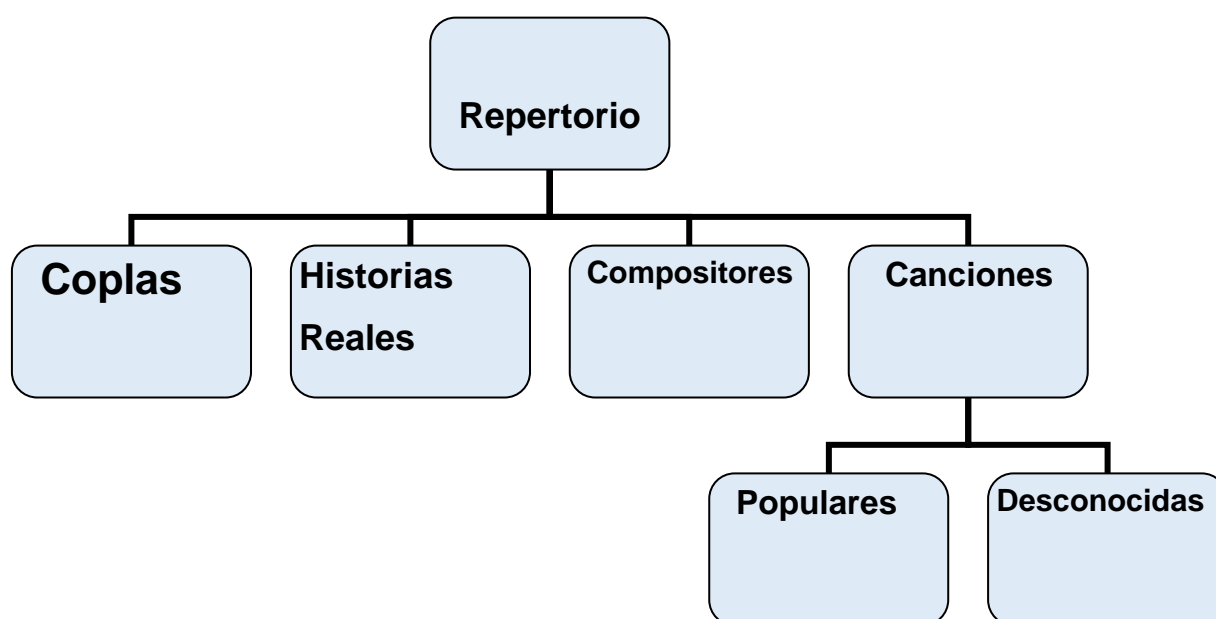 Repertorio
Coplas
Historias
Reales
Compositores
Canciones
Populares
Desconocidas